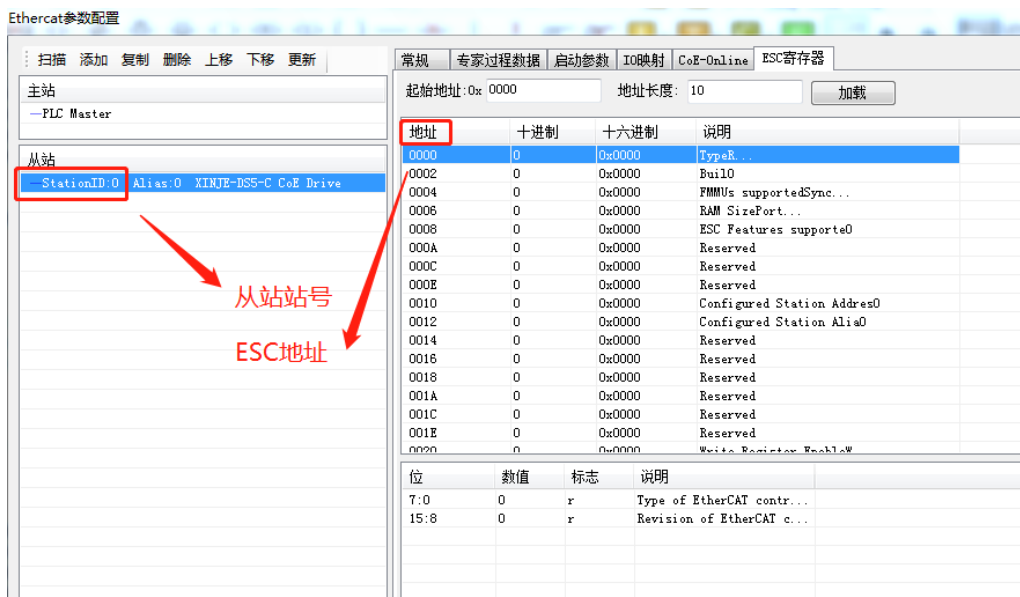 Ethercat参数配置
扫描 添加 复制 删除 上移 下移 更新
主站
PLC Master
从站
StationID:0 Alias:0 XINJE-DS5-C CoE Drive
从站站号
ESC地址
常规 专家过程数据 启动参数 IO映射 CoE-Online ESC寄存器
起始地址:0x 0000 地址长度: 10 加载
地址 十进制 十六进制 说明
0000 0 0x0000 TypeR...
0002 0 0x0000 Buil0
0004 0 0x0000 FMMUs supportedSync...
0006 0 0x0000 RAM SizePort...
0008 0 0x0000 ESC Features supporte0
000A 0 0x0000 Reserved
000C 0 0x0000 Reserved
000E 0 0x0000 Reserved
0010 0 0x0000 Configured Station Addres0
0012 0 0x0000 Configured Station Alia0
0014 0 0x0000 Reserved
0016 0 0x0000 Reserved
0018 0 0x0000 Reserved
001A 0 0x0000 Reserved
001C 0 0x0000 Reserved
001E 0 0x0000 Reserved
0020 0 0x0000 Write Register EnableW
位 数值 标志 说明
7:0 0 r Type of EtherCAT contr...
15:8 0 r Revision of EtherCAT c...